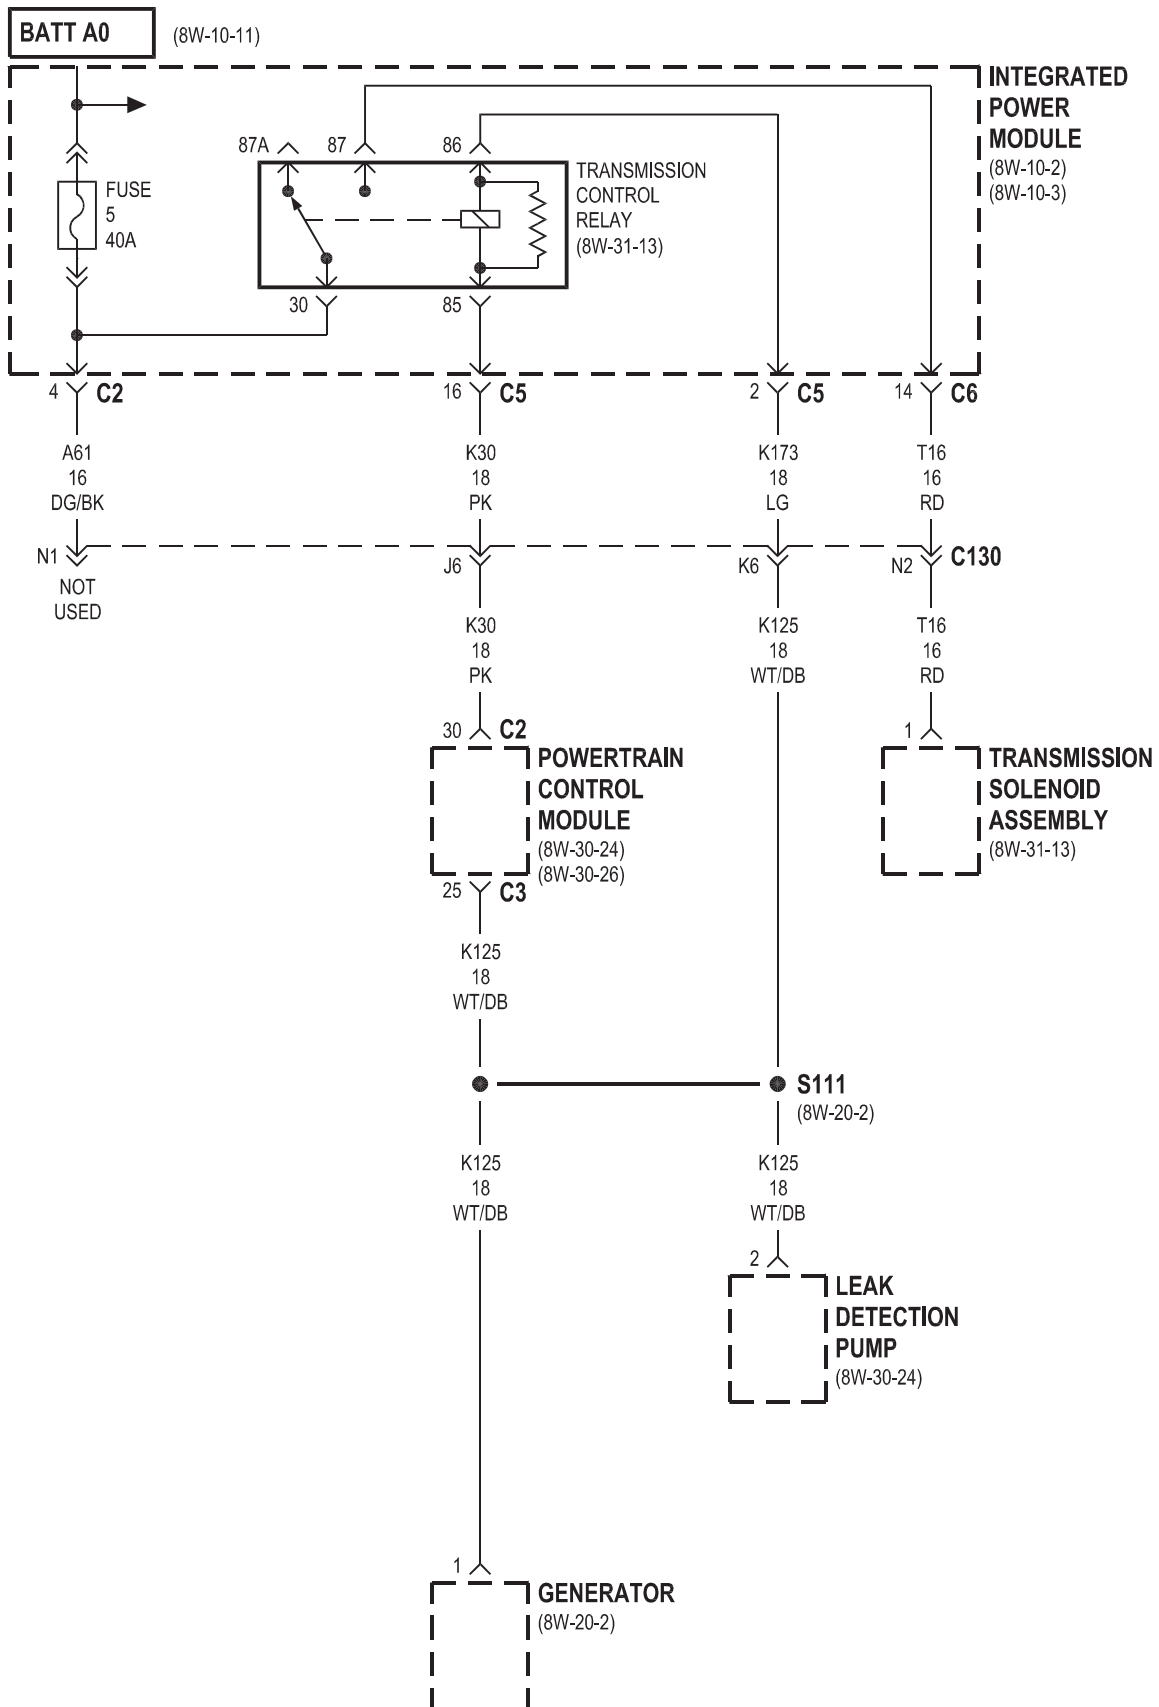 BATT A0
(8W-10-11)
INTEGRATED
POWER
MODULE
(8W-10-2)
(8W-10-3)
87A
87
86
TRANSMISSION
CONTROL
RELAY
(8W-31-13)
FUSE
5
40A
30
85
4
C2
16
C5
2
C5
14
C6
A61
16
DG/BK
K30
18
PK
K173
18
LG
T16
16
RD
N1
J6
K6
N2
C130
NOT
USED
K30
18
PK
K125
18
WT/DB
T16
16
RD
30
C2
POWERTRAIN
CONTROL
MODULE
(8W-30-24)
(8W-30-26)
1
TRANSMISSION
SOLENOID
ASSEMBLY
(8W-31-13)
25
C3
K125
18
WT/DB
S111
(8W-20-2)
K125
18
WT/DB
K125
18
WT/DB
2
LEAK
DETECTION
PUMP
(8W-30-24)
1
GENERATOR
(8W-20-2)